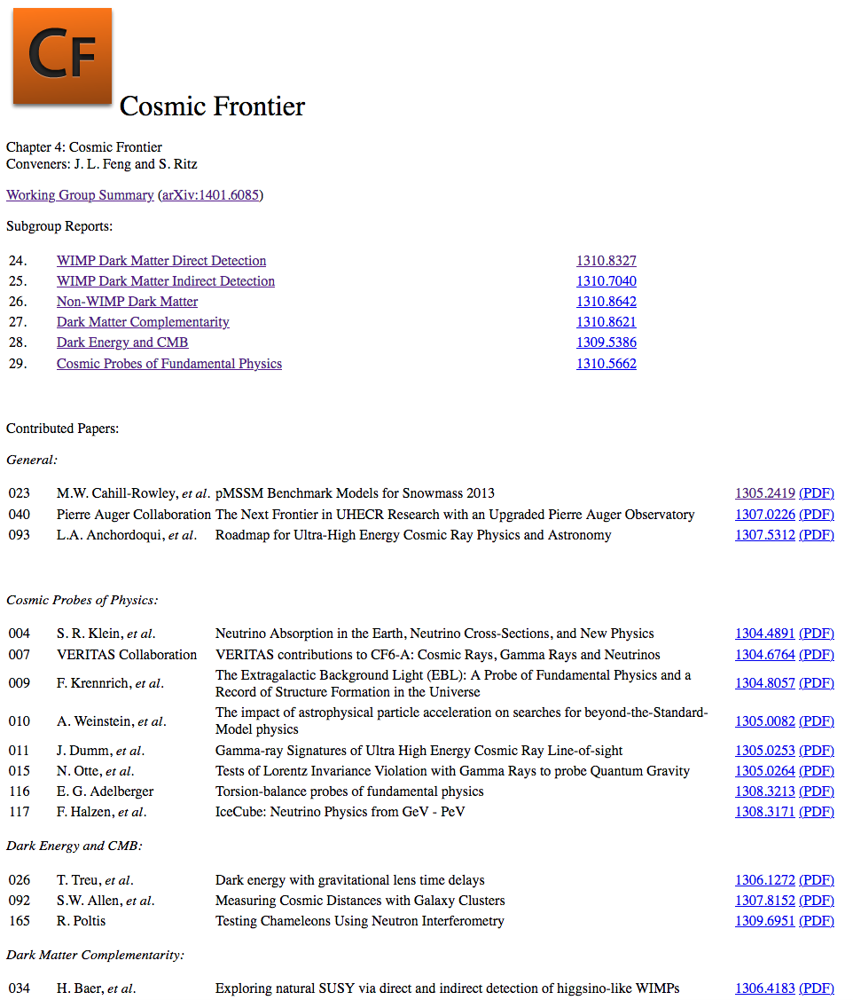 CF
Cosmic Frontier
Chapter 4: Cosmic Frontier
Conveners: J. L. Feng and S. Ritz
Working Group Summary (arXiv:1401.6085)
Subgroup Reports:
24. WIMP Dark Matter Direct Detection 1310.8327
25. WIMP Dark Matter Indirect Detection 1310.7040
26. Non-WIMP Dark Matter 1310.8642
27. Dark Matter Complementarity 1310.8621
28. Dark Energy and CMB 1309.5386
29. Cosmic Probes of Fundamental Physics 1310.5662
Contributed Papers:
General:
023 M.W. Cahill-Rowley, et al. pMSSM Benchmark Models for Snowmass 2013 1305.2419 (PDF)
040 Pierre Auger Collaboration The Next Frontier in UHECR Research with an Upgraded Pierre Auger Observatory 1307.0226 (PDF)
093 L.A. Anchordoqui, et al. Roadmap for Ultra-High Energy Cosmic Ray Physics and Astronomy 1307.5312 (PDF)
Cosmic Probes of Physics:
004 S. R. Klein, et al. Neutrino Absorption in the Earth, Neutrino Cross-Sections, and New Physics 1304.4891 (PDF)
007 VERITAS Collaboration VERITAS contributions to CF6-A: Cosmic Rays, Gamma Rays and Neutrinos 1304.6764 (PDF)
009 F. Krennrich, et al. The Extragalactic Background Light (EBL): A Probe of Fundamental Physics and a
Record of Structure Formation in the Universe 1304.8057 (PDF)
010 A. Weinstein, et al. The impact of astrophysical particle acceleration on searches for beyond-the-Standard-
Model physics 1305.0082 (PDF)
011 J. Dumm, et al. Gamma-ray Signatures of Ultra High Energy Cosmic Ray Line-of-sight 1305.0253 (PDF)
015 N. Otte, et al. Tests of Lorentz Invariance Violation with Gamma Rays to probe Quantum Gravity 1305.0264 (PDF)
116 E. G. Adelberger Torsion-balance probes of fundamental physics 1308.3213 (PDF)
117 F. Halzen, et al. IceCube: Neutrino Physics from GeV - PeV 1308.3171 (PDF)
Dark Energy and CMB:
026 T. Treu, et al. Dark energy with gravitational lens time delays 1306.1272 (PDF)
092 S.W. Allen, et al. Measuring Cosmic Distances with Galaxy Clusters 1307.8152 (PDF)
165 R. Poltis Testing Chameleons Using Neutron Interferometry 1309.6951 (PDF)
Dark Matter Complementarity:
034 H. Baer, et al. Exploring natural SUSY via direct and indirect detection of higgsino-like WIMPs 1306.4183 (PDF)